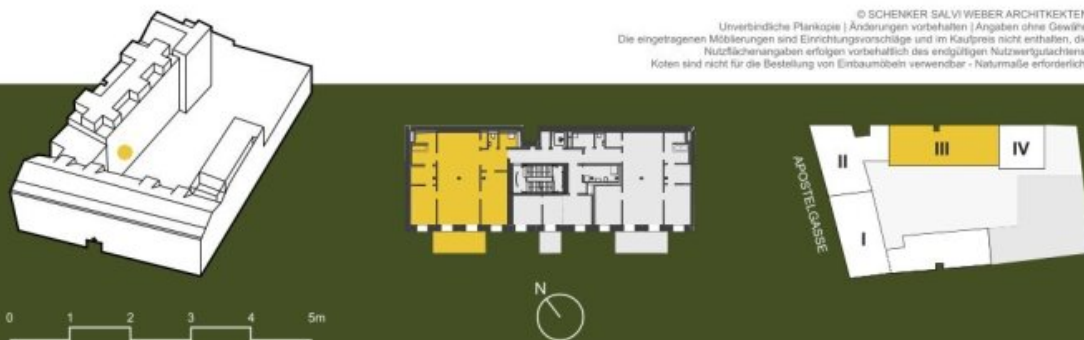 © SCHENKER SALVI WEBER ARCHITEKTEN
Unverbindliche Plankopie | Änderungen vorbehalten | Angaben ohne Gewähr
Die eingetragenen Möblierungen sind Einrichtungsvorschläge und im Kaufpreis nicht enthalten, die
Nutzflächenangaben erfolgen vorbehaltlich des endgültigen Nutzwertgutachtens
Koten sind nicht für die Bestellung von Einbaumöbeln verwendbar - Naturmaße erforderlich
II
III
IV
APOSTELGASSE
I
N
0 1 2 3 4 5m